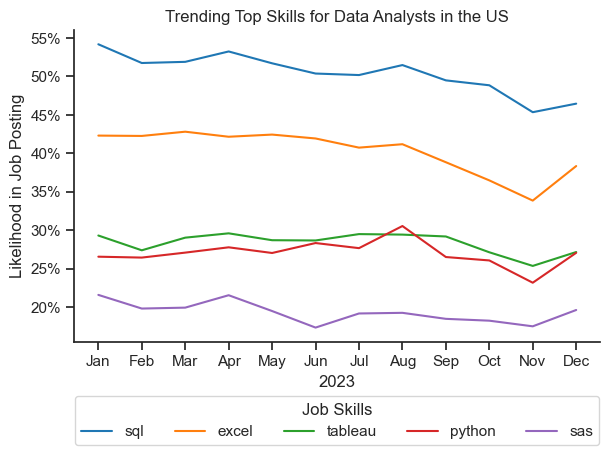 Trending Top Skills for Data Analysts in the US
Likelihood in Job Posting
55%
50%
45%
40%
35%
30%
25%
20%
Jan Feb Mar Apr May Jun Jul Aug Sep Oct Nov Dec
2023
Job Skills
sql excel tableau python sas